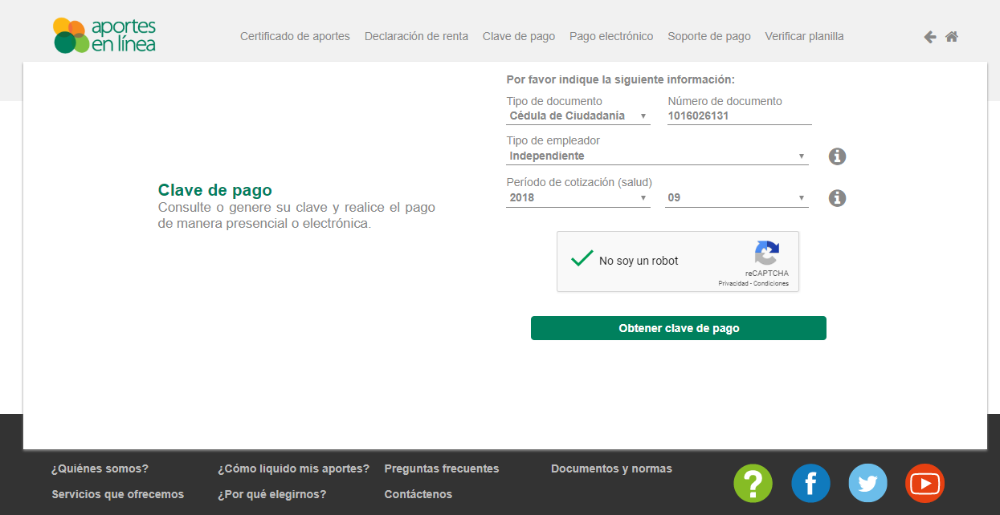 aportes
en línea
Certificado de aportes
Declaración de renta
Clave de pago
Pago electrónico
Soporte de pago
Verificar planilla
Clave de pago
Consulte o genere su clave y realice el pago
de manera presencial o electrónica.
Por favor indique la siguiente información:
Tipo de documento
Número de documento
Cédula de Ciudadanía
1016026131
Tipo de empleador
Independiente
Período de cotización (salud)
2018
09
No soy un robot
reCAPTCHA
Privacidad - Condiciones
Obtener clave de pago
¿Quiénes somos?
¿Cómo liquido mis aportes?
Preguntas frecuentes
Documentos y normas
Servicios que ofrecemos
¿Por qué elegirnos?
Contáctenos